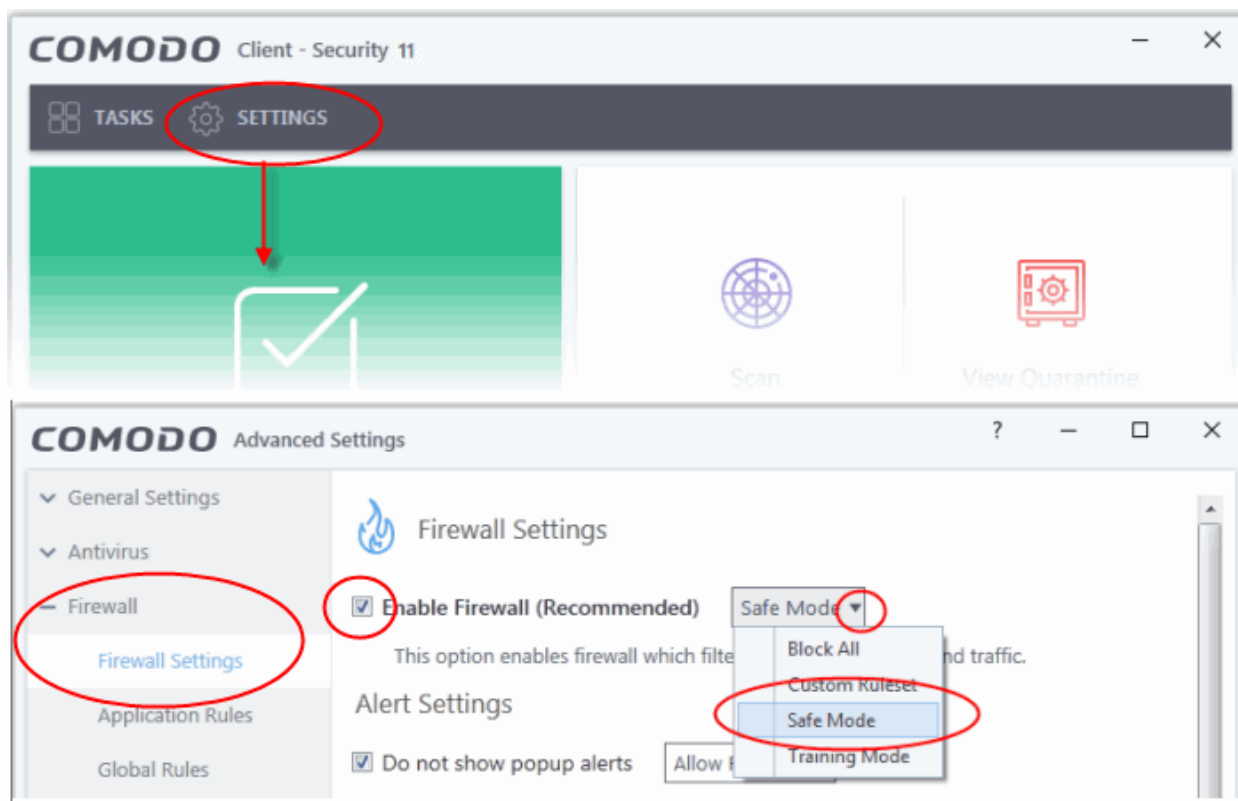 COMODO Client - Security 11
TASKS SETTINGS
Scan View Quarantine
COMODO Advanced Settings ?
General Settings
Firewall Settings
Antivirus
Firewall
Enable Firewall (Recommended) Safe Mode
Firewall Settings
This option enables firewall which filte nd traffic.
Block All
Custom Ruleset
Safe Mode
Training Mode
Application Rules
Alert Settings
Global Rules
Do not show popup alerts Allow